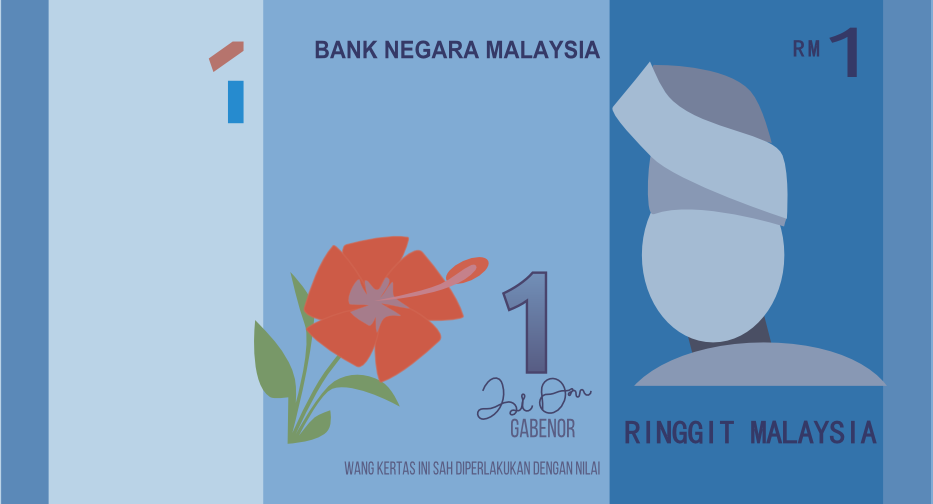 1
BANK NEGARA MALAYSIA
RM 1
1
GABENOR
RINGGIT MALAYSIA
WANG KERTAS INI SAH DIPERLAKUKAN DENGAN NILAI